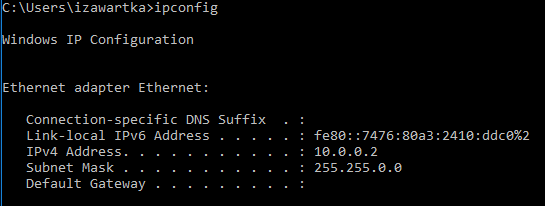 C:\Users\izawartka>ipconfig
Windows IP Configuration
Ethernet adapter Ethernet:
Connection-specific DNS Suffix  . :
Link-local IPv6 Address . . . . . : fe80::7476:80a3:2410:ddc0%2
IPv4 Address. . . . . . . . . . . : 10.0.0.2
Subnet Mask . . . . . . . . . . . : 255.255.0.0
Default Gateway . . . . . . . . . :